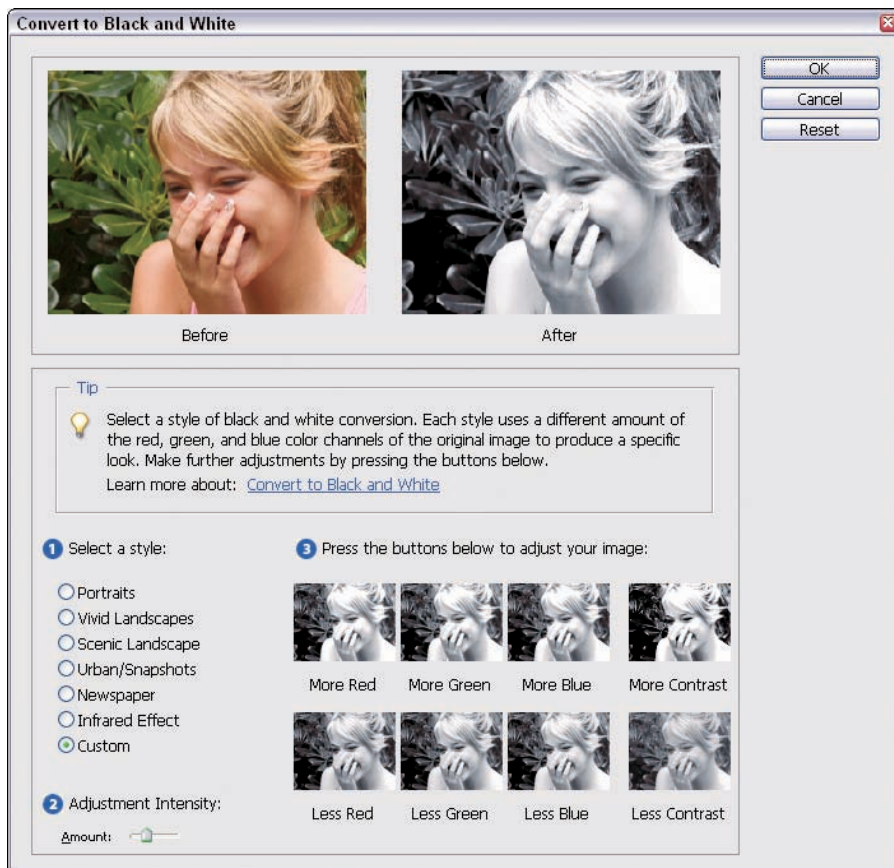 Convert to Black and White
OK
Cancel
Reset
Before
After
Tip
Select a style of black and white conversion. Each style uses a different amount of
the red, green, and blue color channels of the original image to produce a specific
look. Make further adjustments by pressing the buttons below.
Learn more about: Convert to Black and White
1 Select a style:
Portraits
Vivid Landscapes
Scenic Landscape
Urban/Snapshots
Newspaper
Infrared Effect
Custom
2 Adjustment Intensity:
Amount:
3 Press the buttons below to adjust your image:
More Red More Green More Blue More Contrast
Less Red Less Green Less Blue Less Contrast